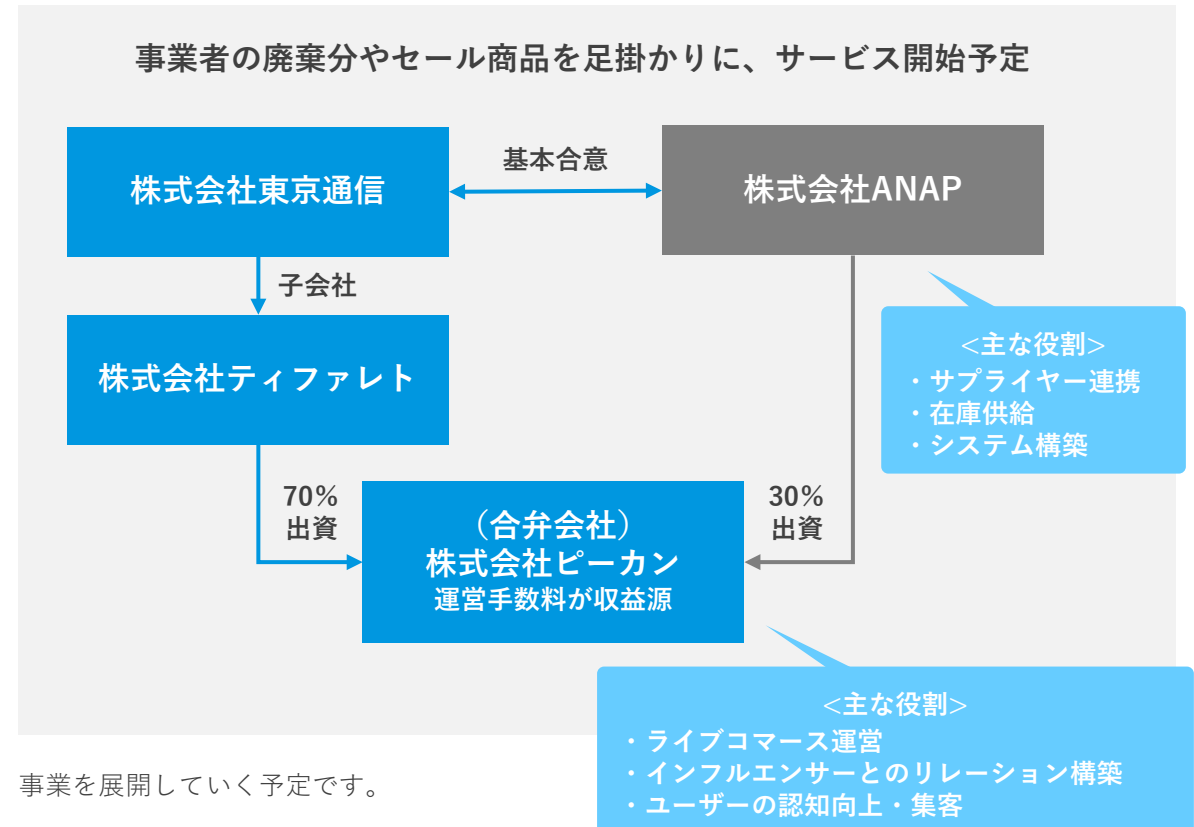 事業者の廃棄分やセール商品を足掛かりに、サービス開始予定
株式会社東京通信
基本合意
株式会社ANAP
子会社
株式会社ティファレト
<主な役割>
・サプライヤー連携
・在庫供給
・システム構築
70%
出資
（合弁会社）
株式会社ピーカン
運営手数料が収益源
30%
出資
<主な役割>
・ライブコマース運営
・インフルエンサーとのリレーション構築
・ユーザーの認知向上・集客
事業を展開していく予定です。